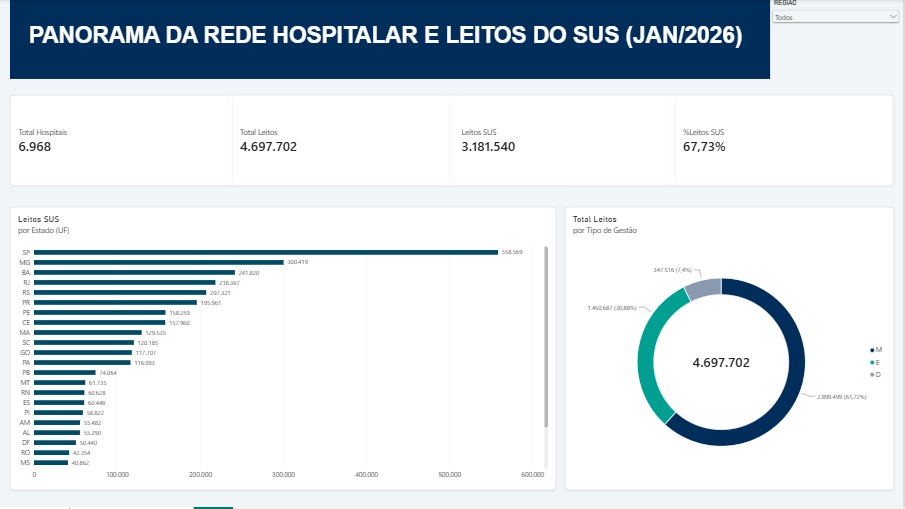 REGIÃO
Todos
PANORAMA DA REDE HOSPITALAR E LEITOS DO SUS (JAN/2026)
Total Hospitais
6.968
Total Leitos
4.697.702
Leitos SUS
3.181.540
%Leitos SUS
67,73%
Leitos SUS
por Estado (UF)
SP 558.569
MG 300.419
BA 241.820
RJ 218.367
RS 207.321
PR 195.961
PE 158.259
CE 157.960
MA 129.535
SC 120.185
GO 117.707
PA 116.093
PB 74.064
MT 61.735
RN 60.628
ES 60.448
PI 58.822
AM 55.482
AL 55.290
DF 50.440
RO 42.354
MS 40.862
0 100.000 200.000 300.000 400.000 500.000 600.000
Total Leitos
por Tipo de Gestão
347.516 (7,4%)
1.450.687 (30,88%)
4.697.702
2.899.499 (61,72%)
M
E
D